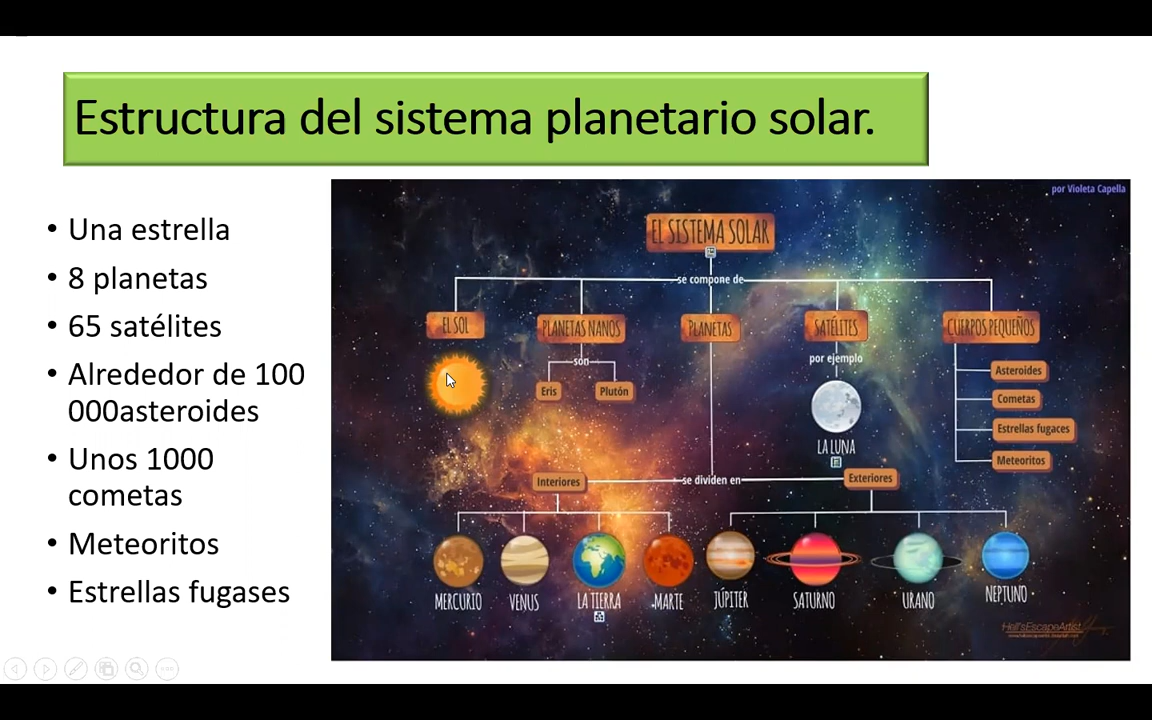 Estructura del sistema planetario solar.
• Una estrella
• 8 planetas
• 65 satélites
• Alrededor de 100
000asteroides
• Unos 1000
cometas
• Meteoritos
• Estrellas fugases
por Violeta Capella
EL SISTEMA SOLAR
se compone de
EL SOL
PLANETAS NANOS
PLANETAS
SATÉLITES
CUERPOS PEQUEÑOS
son
Eris
Plutón
por ejemplo
LA LUNA
Asteroides
Cometas
Estrellas fugaces
Meteoritos
Interiores
se dividen en
Exteriores
MERCURIO
VENUS
LA TIERRA
MARTE
JÚPITER
SATURNO
URANO
NEPTUNO
Hell'sEscapeArtist